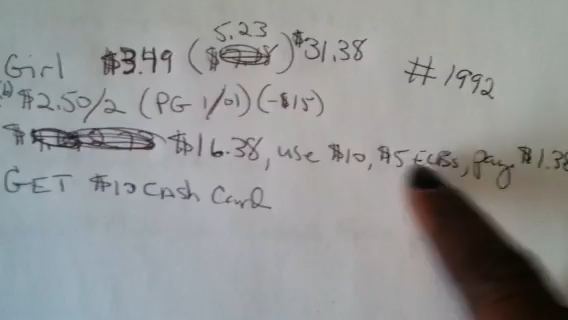 5.23
Girl $3.49 ( ) $31.38
#1992
$2.50/2 (PG 1/01) (-$15)
$16.38, use $10, $5 ECBs, pay $1.38
GET $10 Cash Card